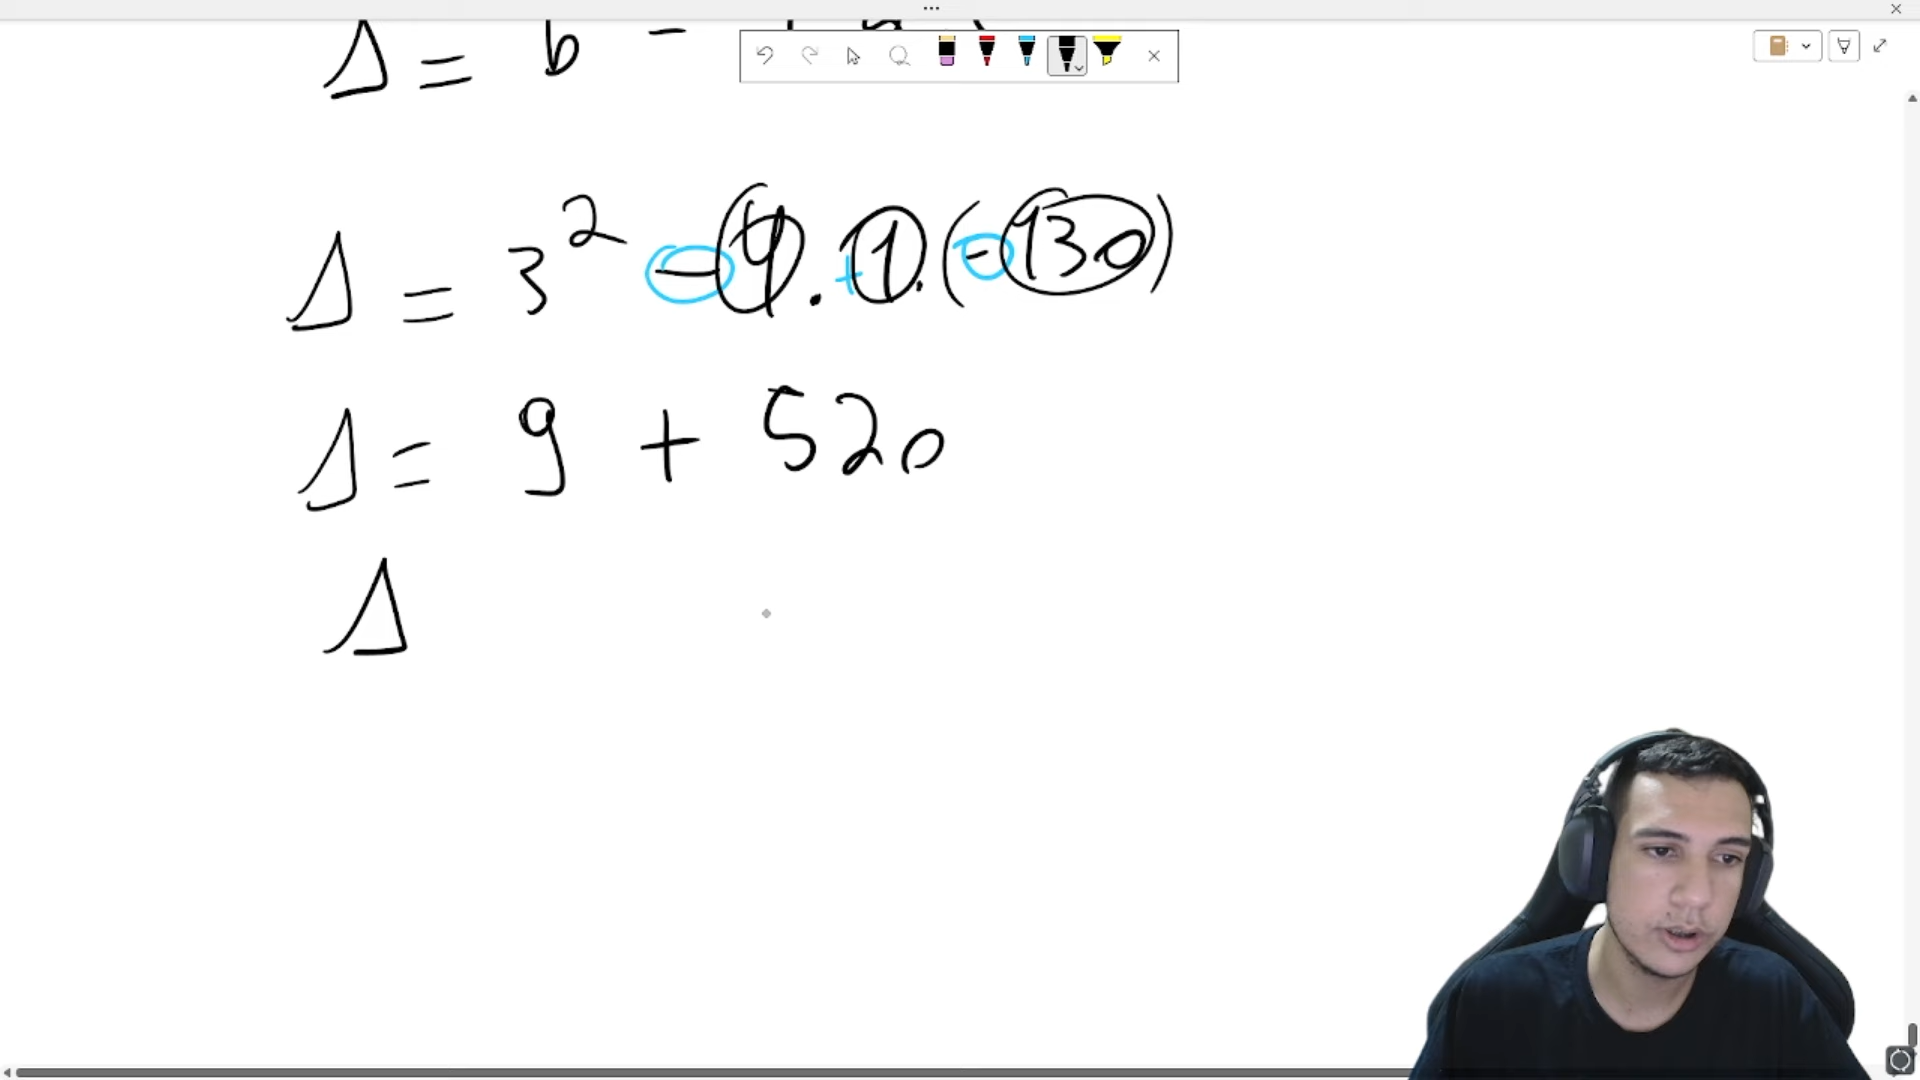 Δ = b -
Δ = 3² - 4 . + 1 . (-130)
Δ = 9 + 520
Δ